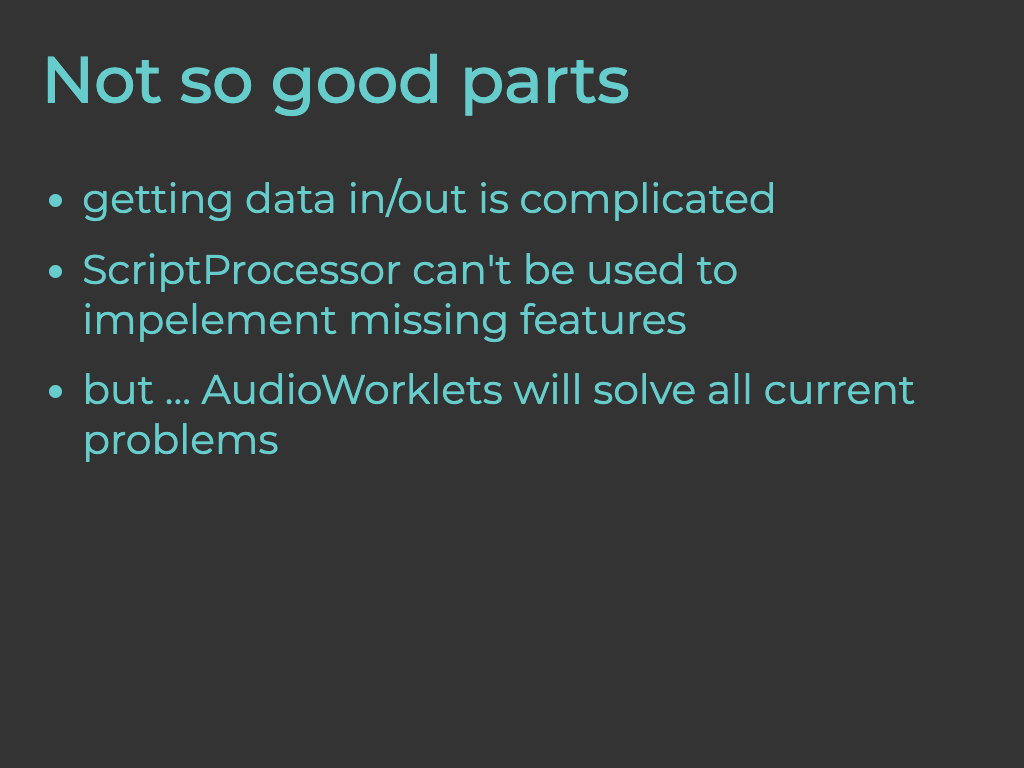 Not so good parts
• getting data in/out is complicated
• ScriptProcessor can't be used to
impelement missing features
• but ... AudioWorklets will solve all current
problems